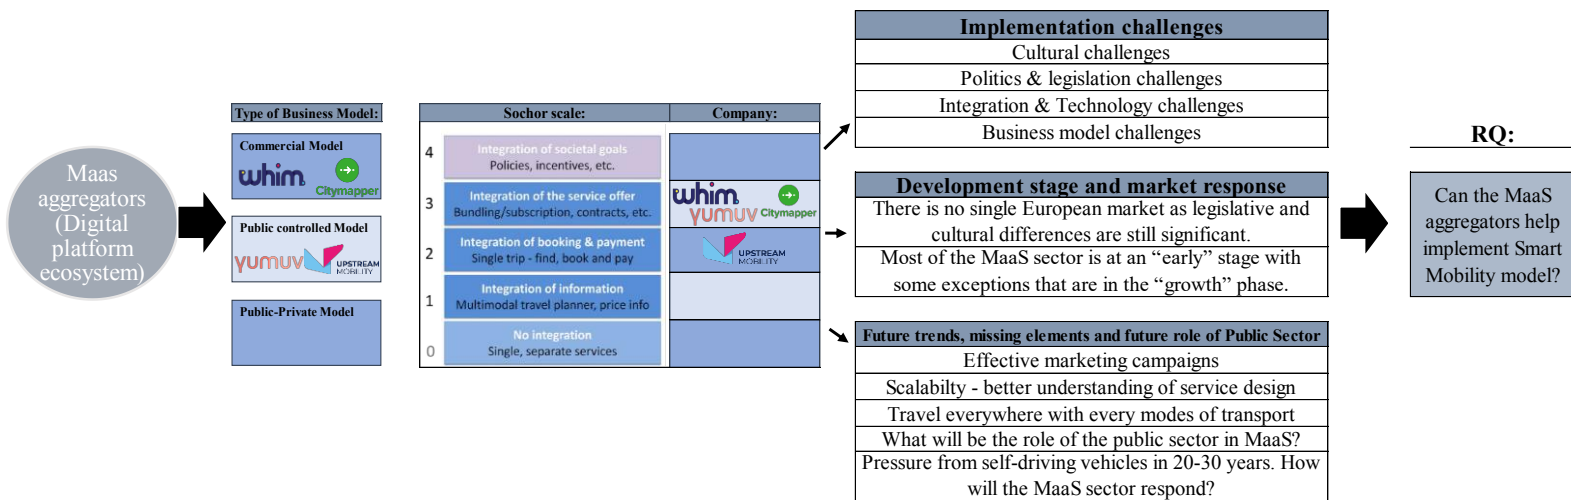 Maas
aggregators
(Digital
platform
ecosystem)
Type of Business Model:
Commercial Model
whim
Citymapper
Public controlled Model
yumuv
UPSTREAM
MOBILITY
Public-Private Model
Sochor scale:
Company:
4
Integration of societal goals
Policies, incentives, etc.
3
Integration of the service offer
Bundling/subscription, contracts, etc.
whim
yumuv
Citymapper
2
Integration of booking & payment
Single trip - find, book and pay
UPSTREAM
MOBILITY
1
Integration of information
Multimodal travel planner, price info
0
No integration
Single, separate services
Implementation challenges
Cultural challenges
Politics & legislation challenges
Integration & Technology challenges
Business model challenges
Development stage and market response
There is no single European market as legislative and
cultural differences are still significant.
Most of the MaaS sector is at an “early” stage with
some exceptions that are in the “growth” phase.
Future trends, missing elements and future role of Public Sector
Effective marketing campaigns
Scalabilty - better understanding of service design
Travel everywhere with every modes of transport
What will be the role of the public sector in MaaS?
Pressure from self-driving vehicles in 20-30 years. How
will the MaaS sector respond?
RQ:
Can the MaaS
aggregators help
implement Smart
Mobility model?